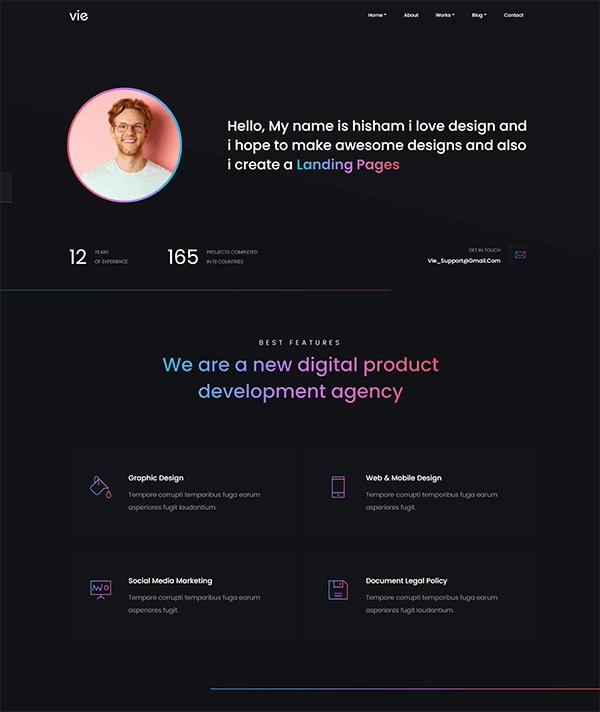 vie
Home About Works Blog Contact
Hello, My name is hisham i love design and
i hope to make awesome designs and also
i create a Landing Pages
12 YEARS
OF EXPERIENCE
165 PROJECTS COMPLETED
IN 19 COUNTRIES
GET IN TOUCH
Vie_Support@Gmail.Com
BEST FEATURES
We are a new digital product
development agency
Graphic Design
Tempore corrupti temporibus fuga earum
asperiores fugit laudantium.
Web & Mobile Design
Tempore corrupti temporibus fuga earum
asperiores fugit.
Social Media Marketing
Tempore corrupti temporibus fuga earum
asperiores fugit.
Document Legal Policy
Tempore corrupti temporibus fuga earum
asperiores fugit laudantium.